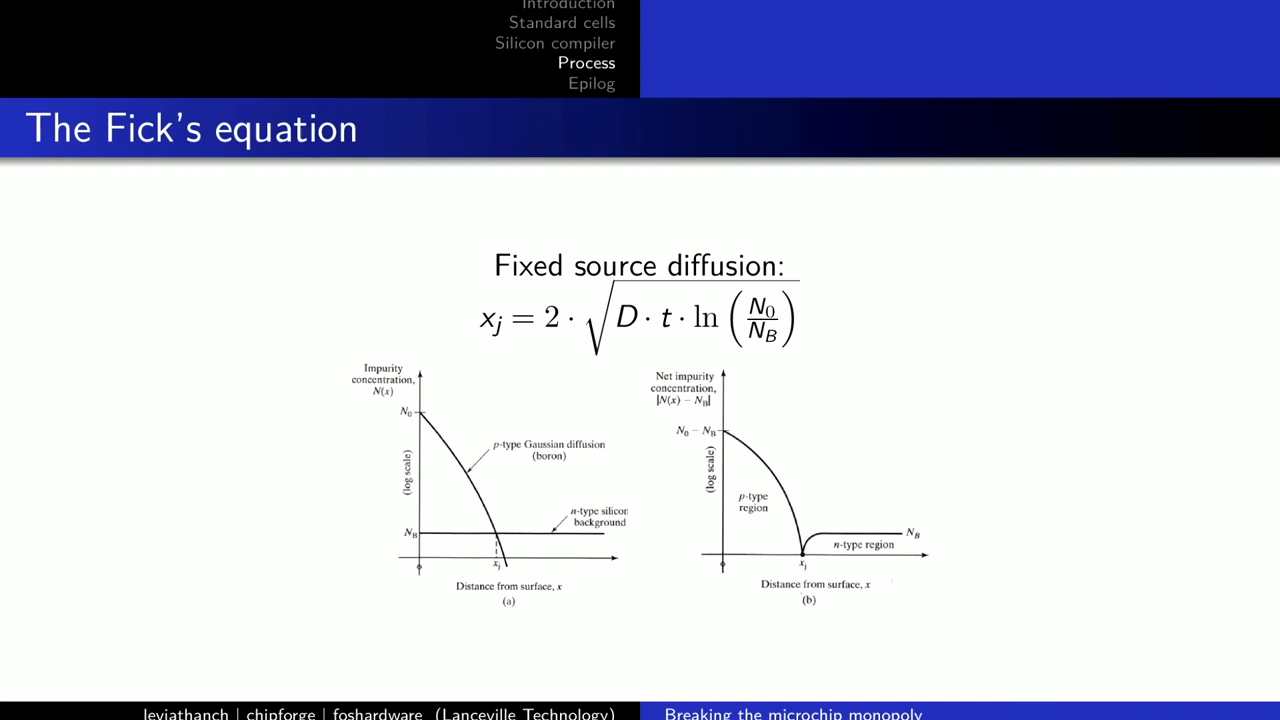 Introduction
Standard cells
Silicon compiler
Process
Epilog
The Fick's equation
Fixed source diffusion:
x_j = 2 · √(D · t · ln (N_0/N_B))
Impurity
concentration,
N(x)
N_0
(log scale)
p-type Gaussian diffusion
(boron)
n-type silicon
background
N_B
x_j
0
Distance from surface, x
(a)
Net impurity
concentration,
|N(x) − N_B|
N_0 − N_B
(log scale)
p-type
region
N_B
n-type region
x_j
0
Distance from surface, x
(b)
leviathanch | chipforge | foshardware (Lanceville Technology)
Breaking the microchip monopoly